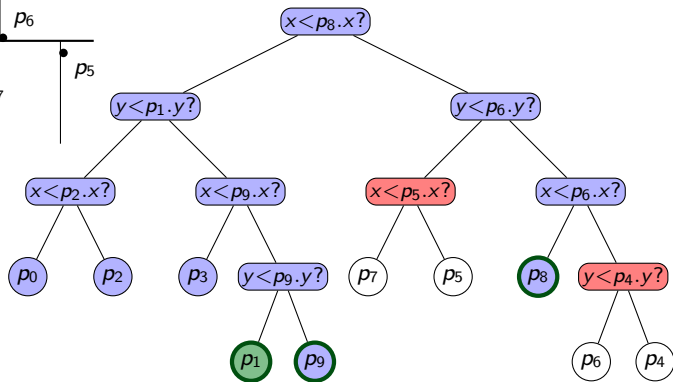 x<p₈.x?
p₆
p₅
y<p₁.y?
y<p₆.y?
x<p₂.x?
x<p₉.x?
x<p₅.x?
x<p₆.x?
p₀
p₂
p₃
y<p₉.y?
p₇
p₅
p₈
y<p₄.y?
p₁
p₉
p₆
p₄